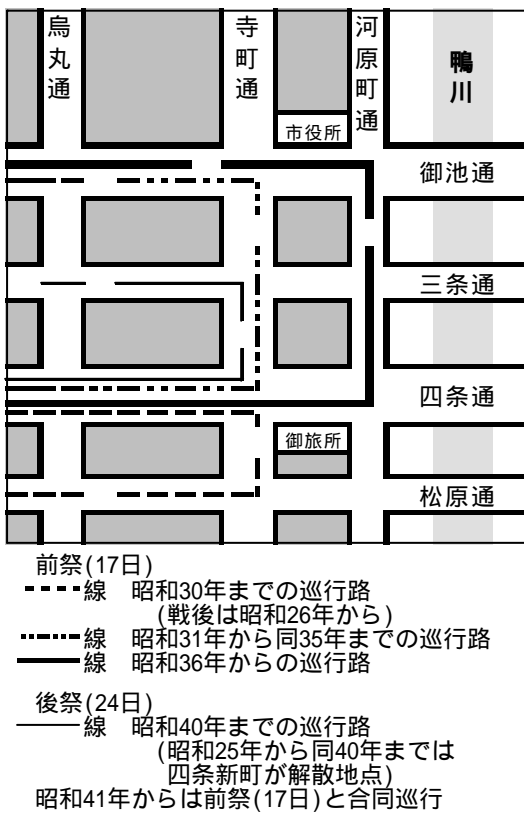 烏丸通
寺町通
河原町通
鴨川
市役所
御池通
三条通
四条通
御旅所
松原通
前祭(17日)
線 昭和30年までの巡行路
(戦後は昭和26年から)
線 昭和31年から同35年までの巡行路
線 昭和36年からの巡行路
後祭(24日)
線 昭和40年までの巡行路
(昭和25年から同40年までは
四条新町が解散地点)
昭和41年からは前祭(17日)と合同巡行